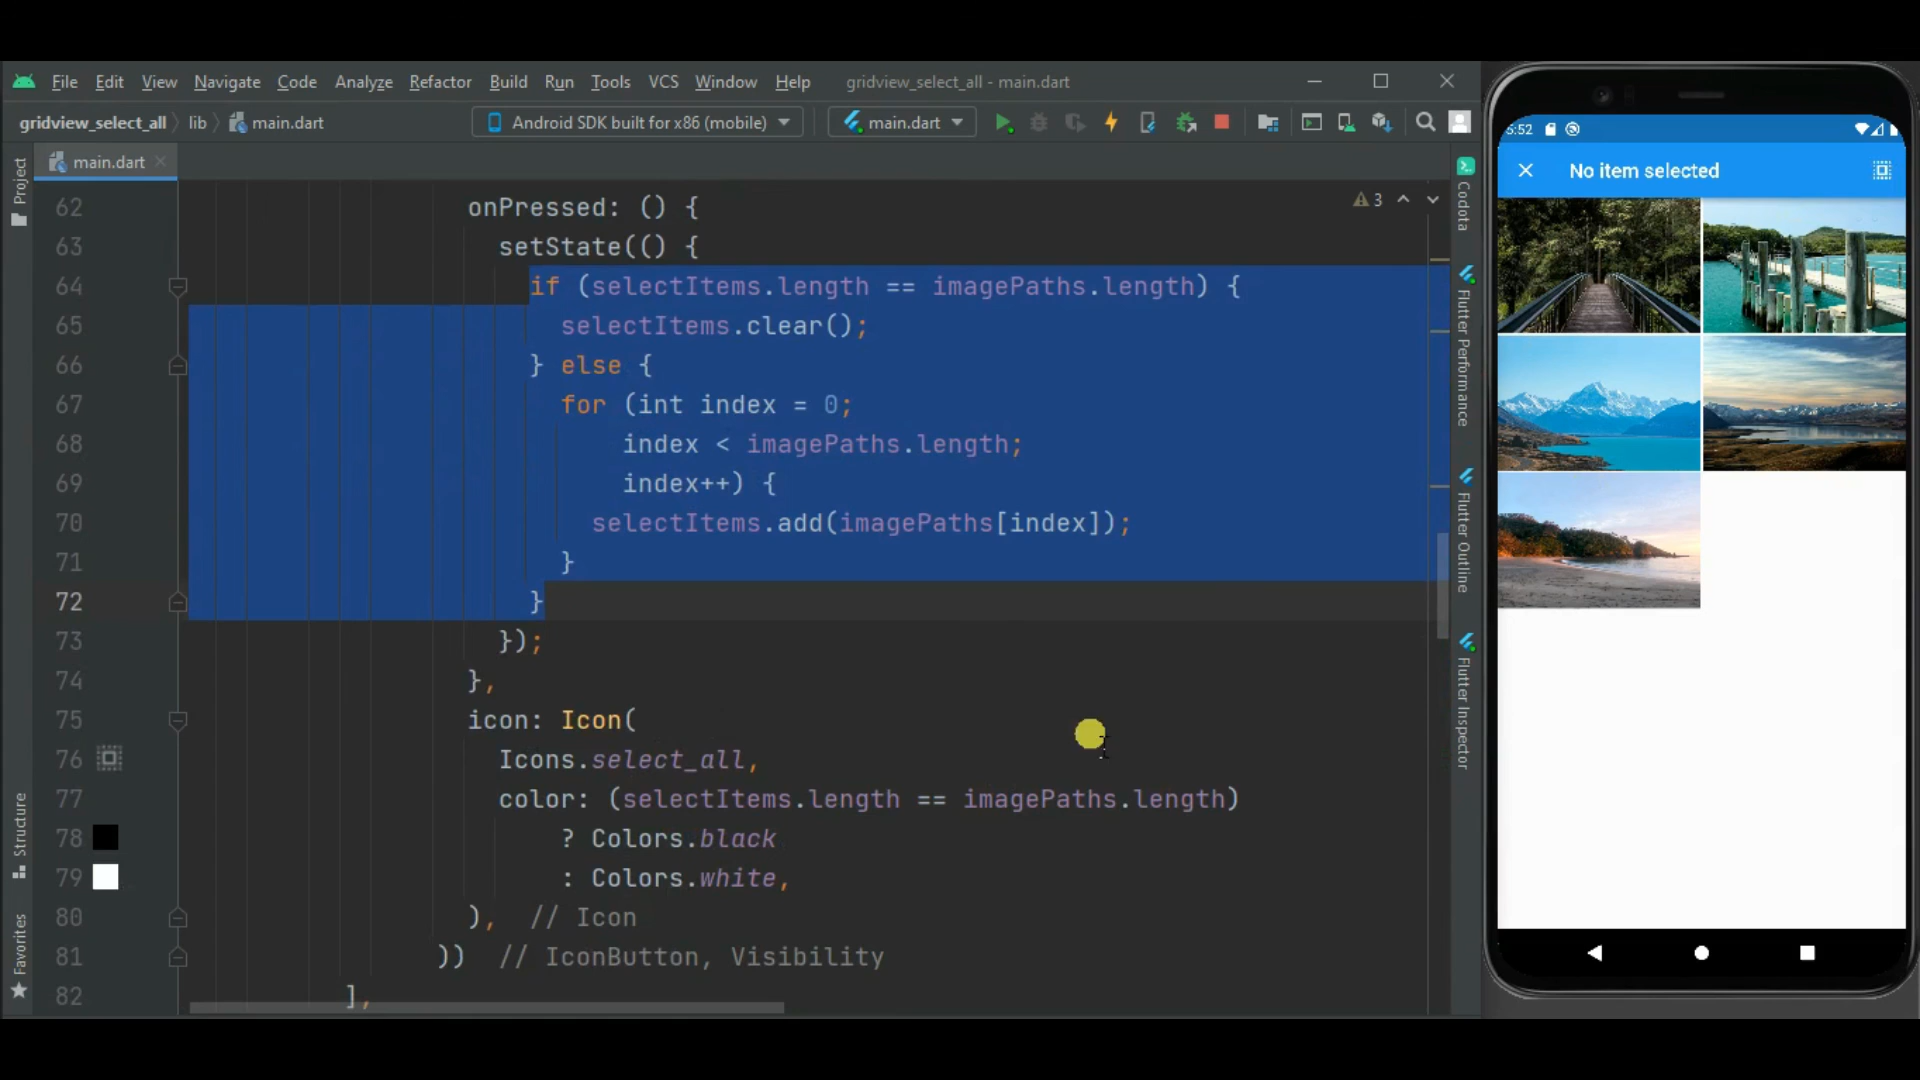 File Edit View Navigate Code Analyze Refactor Build Run Tools VCS Window Help gridview_select_all - main.dart
gridview_select_all lib main.dart Android SDK built for x86 (mobile) main.dart
main.dart
Project
Structure
Favorites
62 onPressed: () {
63 setState(() {
64 if (selectItems.length == imagePaths.length) {
65 selectItems.clear();
66 } else {
67 for (int index = 0;
68 index < imagePaths.length;
69 index++) {
70 selectItems.add(imagePaths[index]);
71 }
72 }
73 });
74 },
75 icon: Icon(
76 Icons.select_all,
77 color: (selectItems.length == imagePaths.length)
78 ? Colors.black
79 : Colors.white,
80 ), // Icon
81 )) // IconButton, Visibility
82 ],
3
Codota
Flutter Performance
Flutter Outline
Flutter Inspector
5:52
No item selected